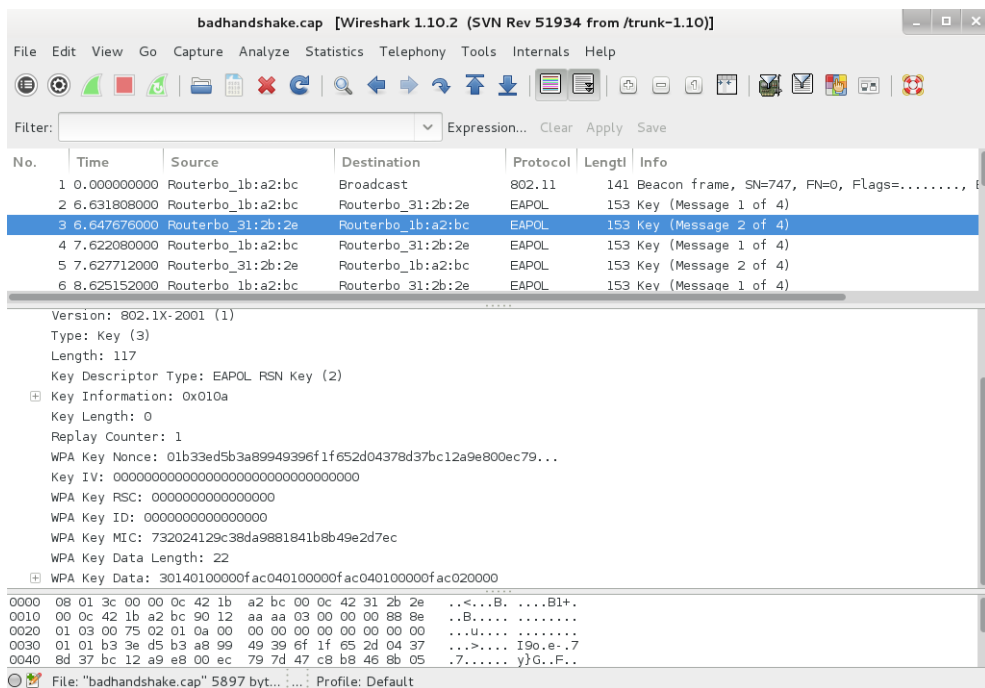 badhandshake.cap [Wireshark 1.10.2 (SVN Rev 51934 from /trunk-1.10)]
File Edit View Go Capture Analyze Statistics Telephony Tools Internals Help
Filter: Expression... Clear Apply Save
No. Time Source Destination Protocol Lengtl Info
1 0.000000000 Routerbo_1b:a2:bc Broadcast 802.11 141 Beacon frame, SN=747, FN=0, Flags=........,
2 6.631808000 Routerbo_1b:a2:bc Routerbo_31:2b:2e EAPOL 153 Key (Message 1 of 4)
3 6.647676000 Routerbo_31:2b:2e Routerbo_1b:a2:bc EAPOL 153 Key (Message 2 of 4)
4 7.622080000 Routerbo_1b:a2:bc Routerbo_31:2b:2e EAPOL 153 Key (Message 1 of 4)
5 7.627712000 Routerbo_31:2b:2e Routerbo_1b:a2:bc EAPOL 153 Key (Message 2 of 4)
6 8.625152000 Routerbo_1b:a2:bc Routerbo_31:2b:2e EAPOL 153 Key (Message 1 of 4)
Version: 802.1X-2001 (1)
Type: Key (3)
Length: 117
Key Descriptor Type: EAPOL RSN Key (2)
Key Information: 0x010a
Key Length: 0
Replay Counter: 1
WPA Key Nonce: 01b33ed5b3a89949396f1f652d04378d37bc12a9e800ec79...
Key IV: 00000000000000000000000000000000
WPA Key RSC: 0000000000000000
WPA Key ID: 0000000000000000
WPA Key MIC: 732024129c38da9881841b8b49e2d7ec
WPA Key Data Length: 22
WPA Key Data: 30140100000fac040100000fac040100000fac020000
0000 08 01 3c 00 00 0c 42 1b a2 bc 00 0c 42 31 2b 2e ..<...B. ....B1+.
0010 00 0c 42 1b a2 bc 90 12 aa aa 03 00 00 00 88 8e ..B..... ........
0020 01 03 00 75 02 01 0a 00 00 00 00 00 00 00 00 00 ...u.... ........
0030 01 01 b3 3e d5 b3 a8 99 49 39 6f 1f 65 2d 04 37 ...>.... I9o.e-.7
0040 8d 37 bc 12 a9 e8 00 ec 79 7d 47 c8 b8 46 8b 05 .7...... y}G..F..
File: "badhandshake.cap" 5897 byt... ... Profile: Default